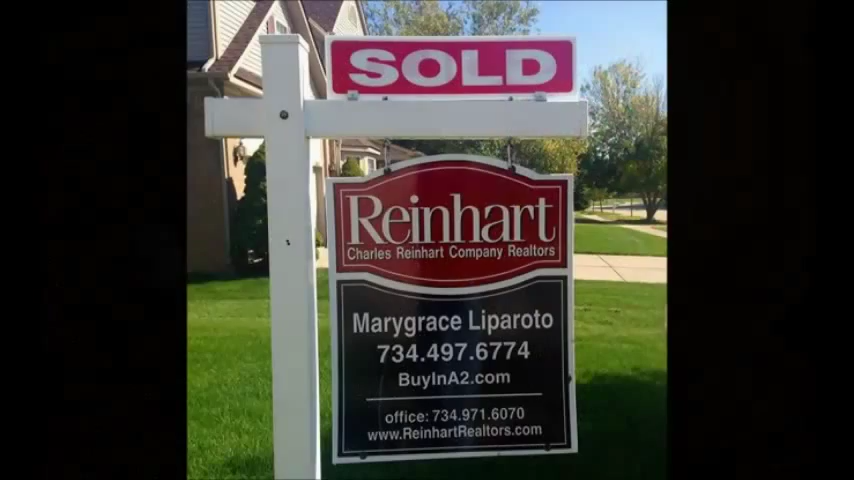 SOLD
Reinhart
Charles Reinhart Company Realtors
Marygrace Liparoto
734.497.6774
BuyInA2.com
office: 734.971.6070
www.ReinhartRealtors.com